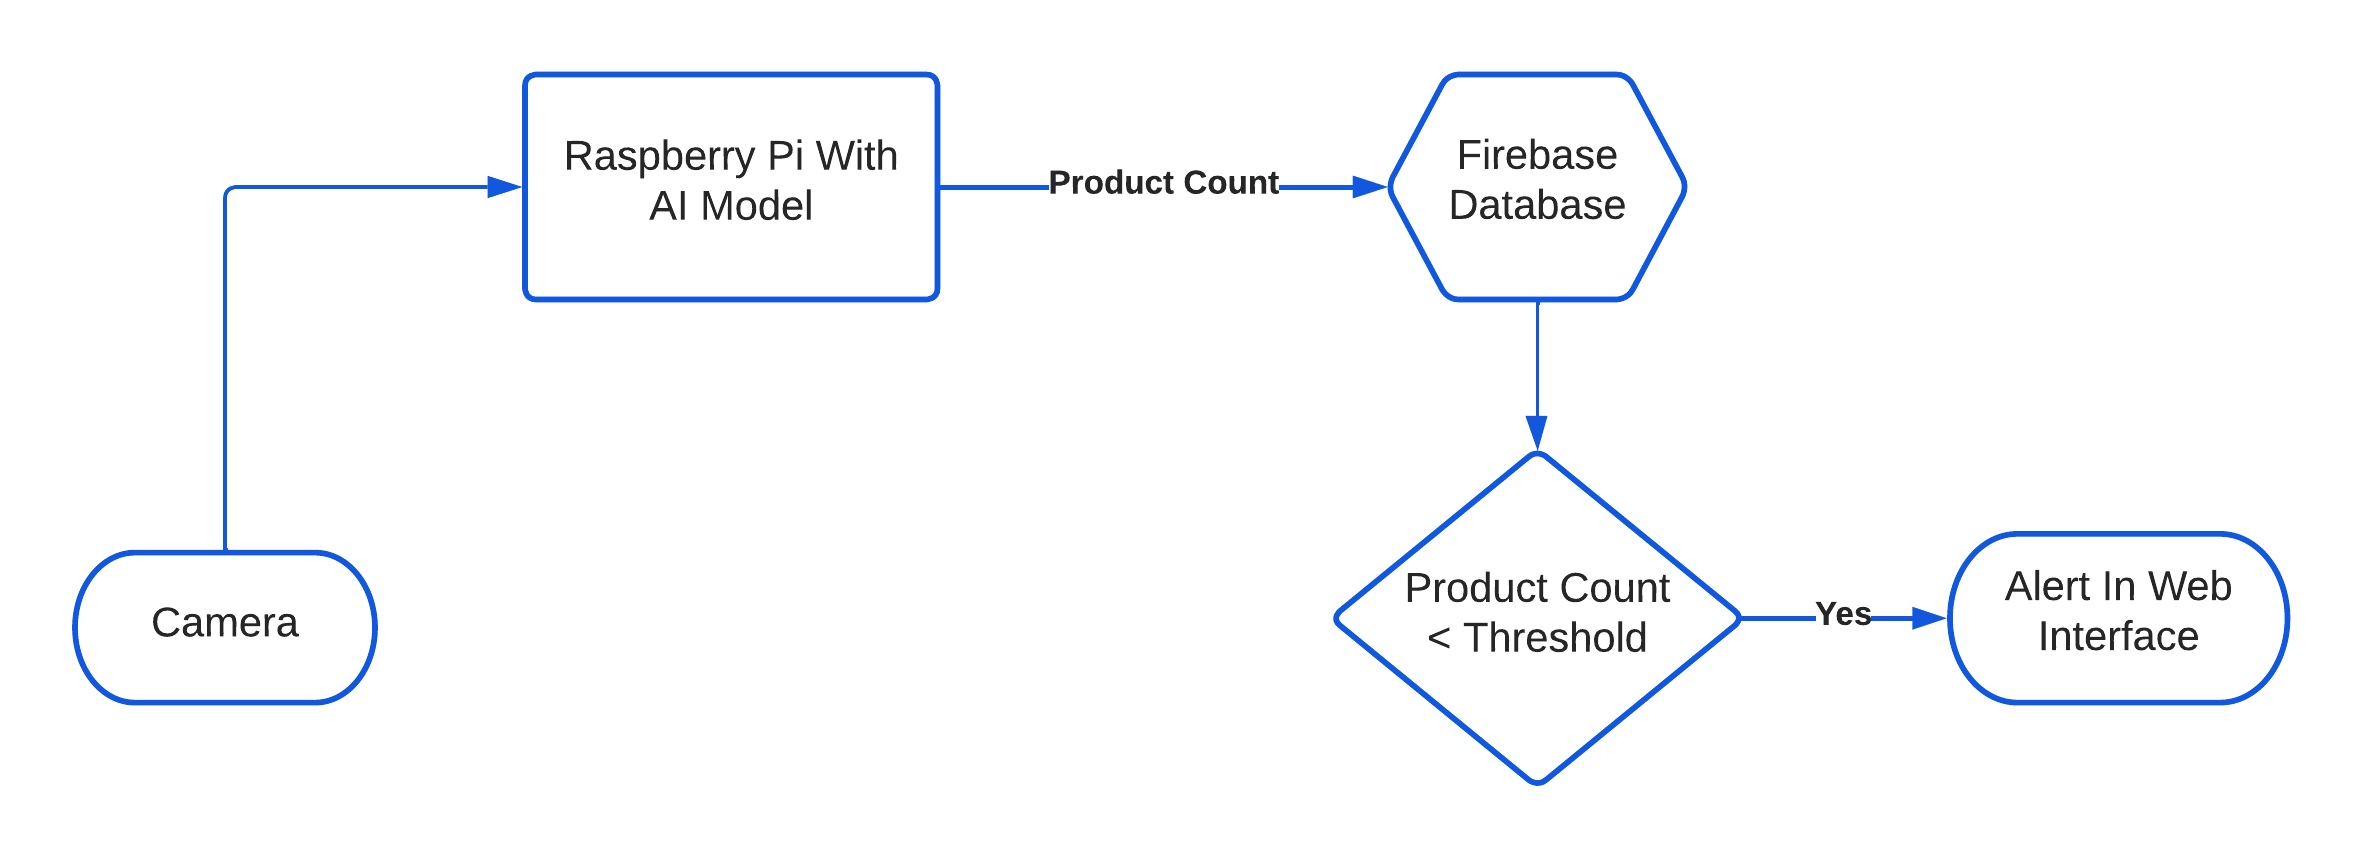 Raspberry Pi With
AI Model
Product Count
Firebase
Database
Camera
Product Count
< Threshold
Yes
Alert In Web
Interface